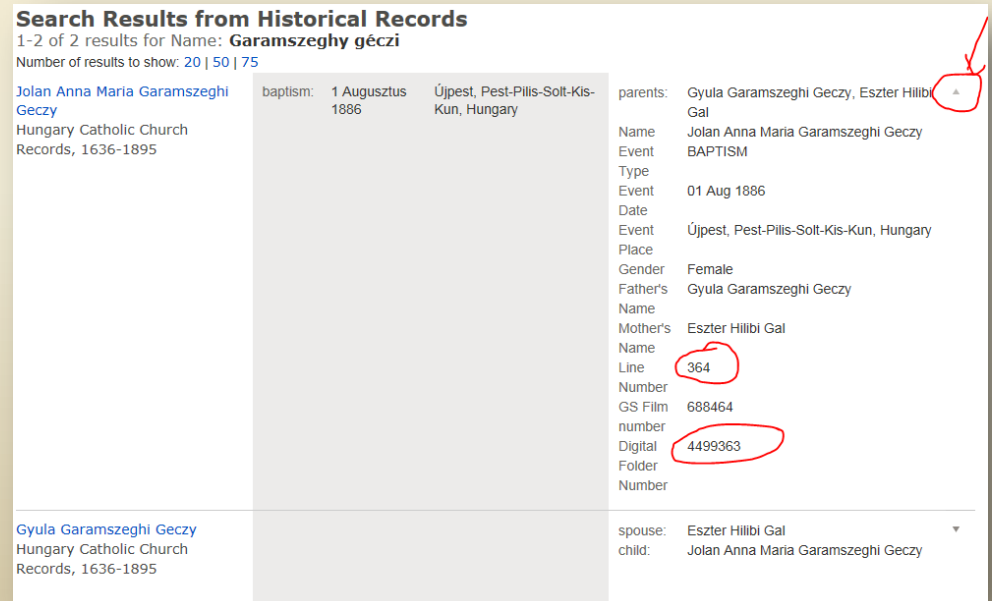 Search Results from Historical Records
1-2 of 2 results for Name: Garamszeghy géczi
Number of results to show: 20 | 50 | 75
Jolan Anna Maria Garamszeghi
Geczy
Hungary Catholic Church
Records, 1636-1895
baptism: 1 Augusztus
1886
Újpest, Pest-Pilis-Solt-Kis-
Kun, Hungary
parents: Gyula Garamszeghi Geczy, Eszter Hilibi
Gal
Name Jolan Anna Maria Garamszeghi Geczy
Event BAPTISM
Type
Event 01 Aug 1886
Date
Event Újpest, Pest-Pilis-Solt-Kis-Kun, Hungary
Place
Gender Female
Father's Gyula Garamszeghi Geczy
Name
Mother's Eszter Hilibi Gal
Name
Line 364
Number
GS Film 688464
number
Digital 4499363
Folder
Number
Gyula Garamszeghi Geczy
Hungary Catholic Church
Records, 1636-1895
spouse: Eszter Hilibi Gal
child: Jolan Anna Maria Garamszeghi Geczy